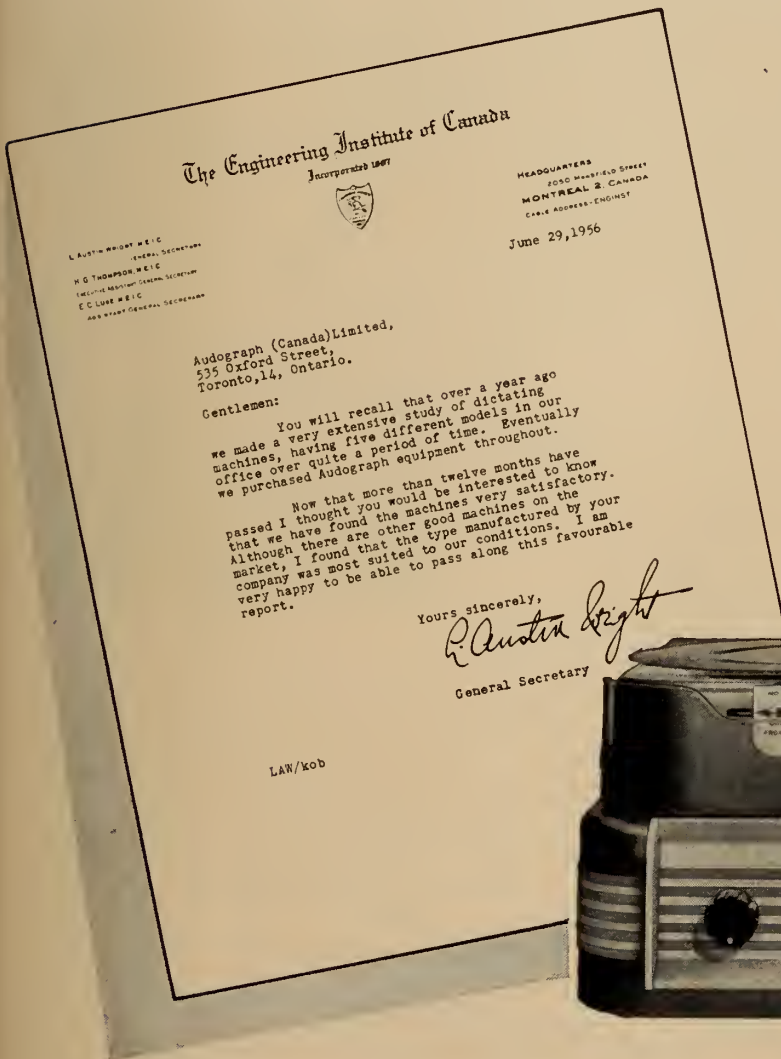 The Engineering Institute of Canada
Incorporated 1887
HEADQUARTERS
2050 MANSFIELD STREET
MONTREAL 2, CANADA
CABLE ADDRESS-ENGINST
L AUSTIN WRIGHT M E I C
GENERAL SECRETARY
H G THOMPSON, M E I C
EXECUTIVE ASSISTANT GENERAL SECRETARY
E C LUKE M E I C
ASSISTANT GENERAL SECRETARY
June 29,1956
Audograph (Canada)Limited,
535 Oxford Street,
Toronto,14, Ontario.
Gentlemen:
You will recall that over a year ago
we made a very extensive study of dictating
machines, having five different models in our
office over quite a period of time. Eventually
we purchased Audograph equipment throughout.
Now that more than twelve months have
passed I thought you would be interested to know
that we have found the machines very satisfactory.
Although there are other good machines on the
market, I found that the type manufactured by your
company was most suited to our conditions. I am
very happy to be able to pass along this favourable
report.
Yours sincerely,
L. Austin Wright
General Secretary
LAW/kob